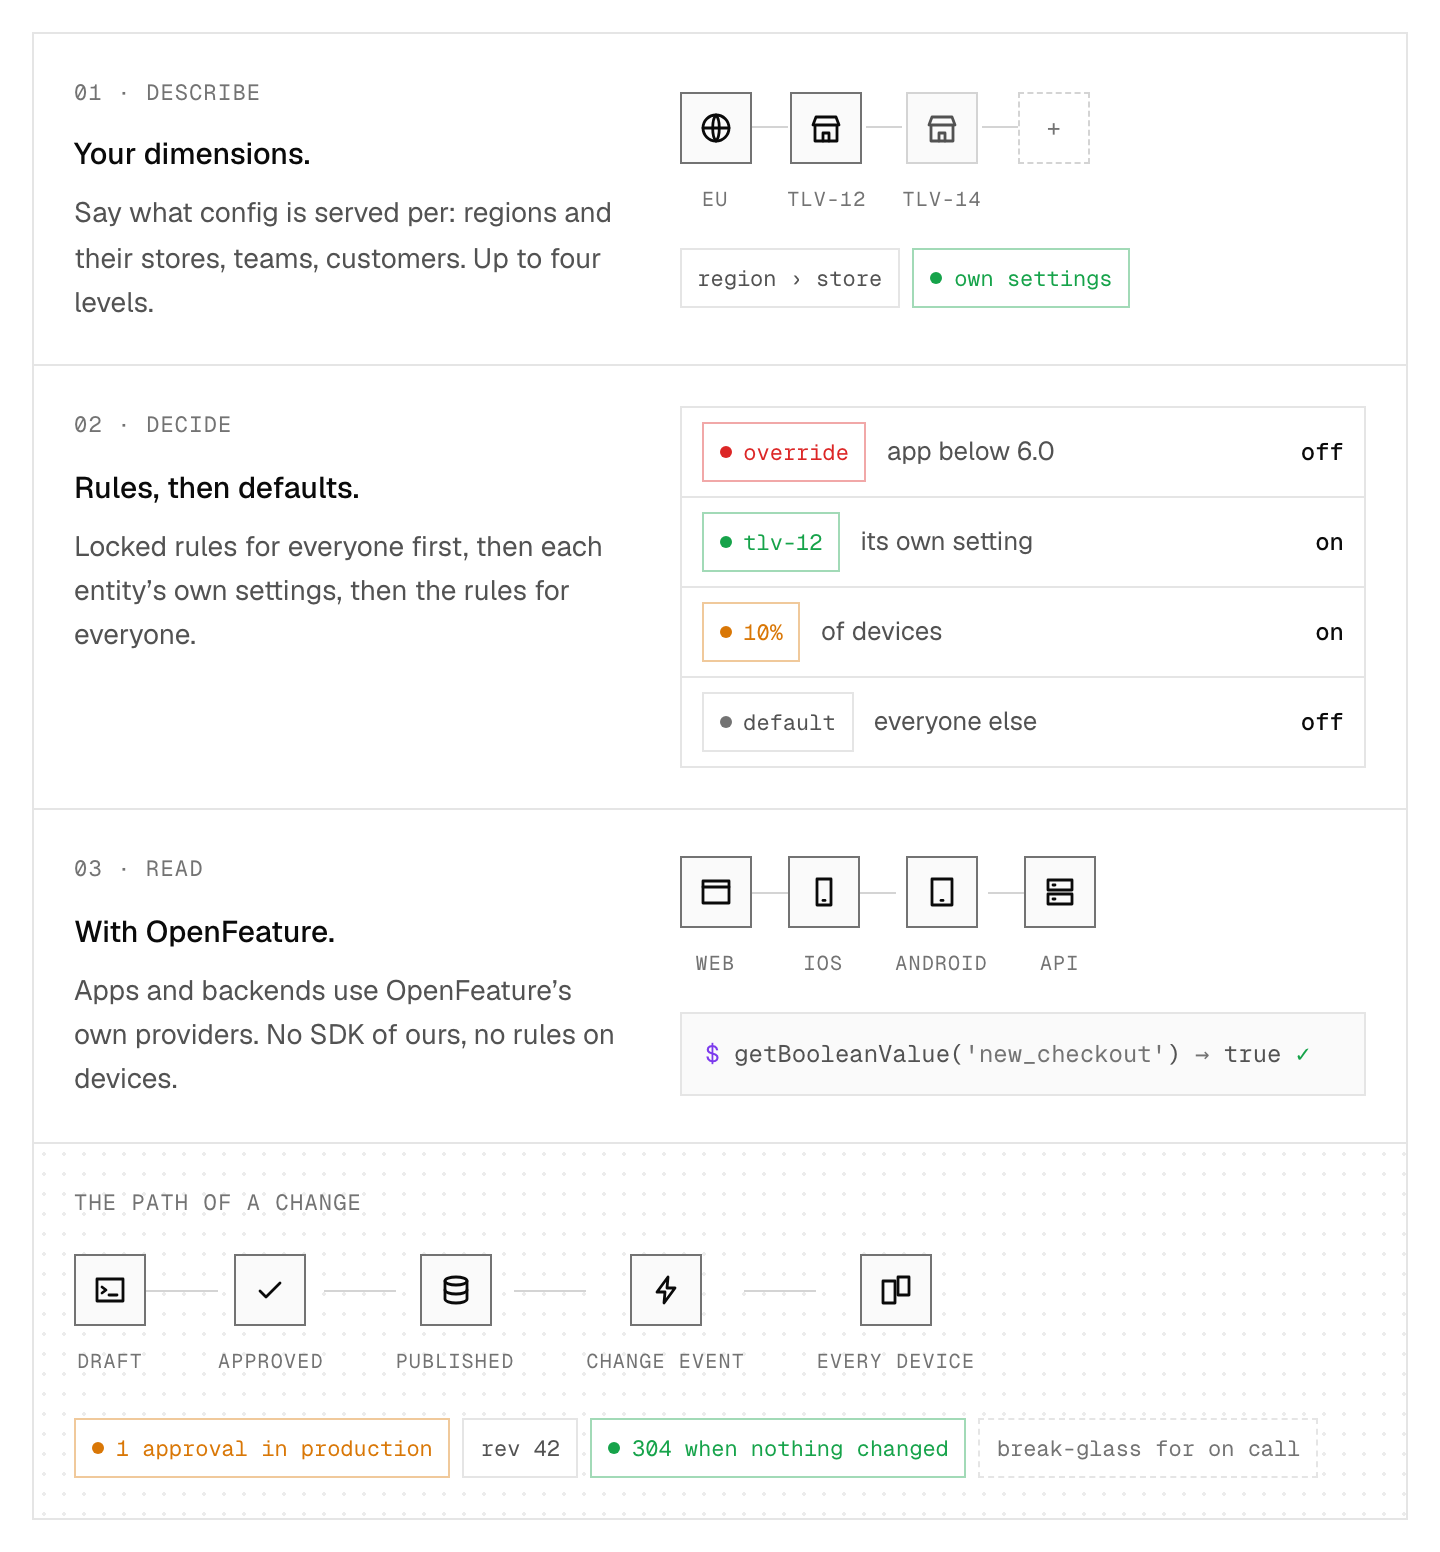 01 · DESCRIBE
Your dimensions.
Say what config is served per: regions and
their stores, teams, customers. Up to four
levels.
+
EU
TLV-12
TLV-14
region › store
own settings
02 · DECIDE
Rules, then defaults.
Locked rules for everyone first, then each
entity’s own settings, then the rules for
everyone.
override app below 6.0 off
tlv-12 its own setting on
10% of devices on
default everyone else off
03 · READ
With OpenFeature.
Apps and backends use OpenFeature’s
own providers. No SDK of ours, no rules on
devices.
WEB
IOS
ANDROID
API
$ getBooleanValue('new_checkout') → true ✓
THE PATH OF A CHANGE
DRAFT
APPROVED
PUBLISHED
CHANGE EVENT
EVERY DEVICE
1 approval in production
rev 42
304 when nothing changed
break-glass for on call